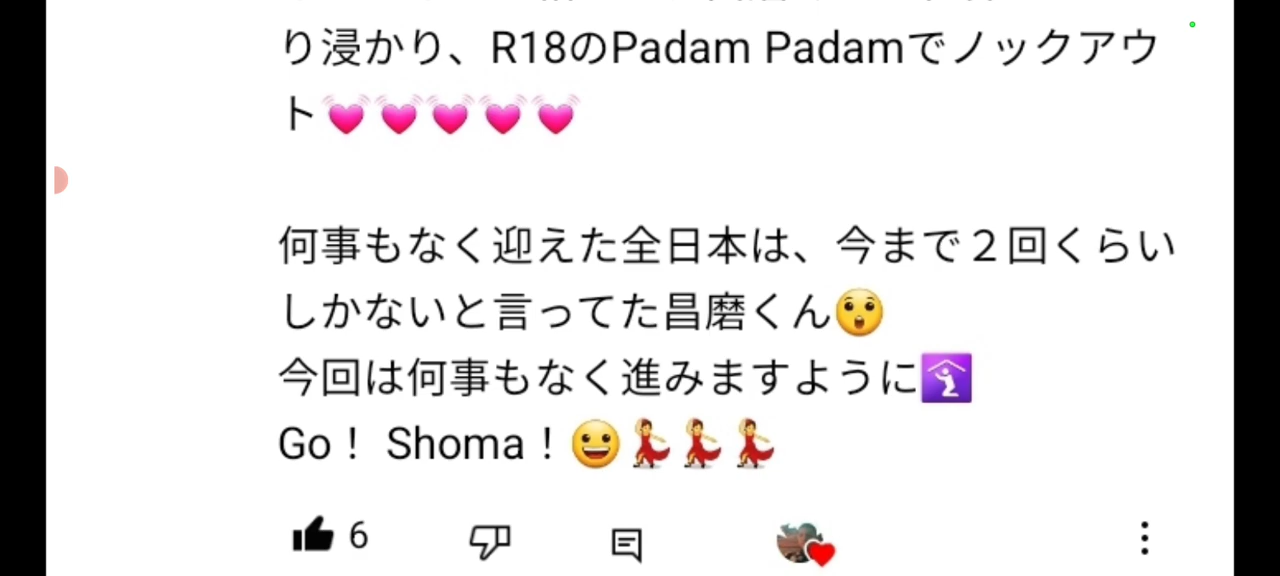 り浸かり、R18のPadam Padamでノックアウ
ト💓💓💓💓💓
何事もなく迎えた全日本は、今まで２回くらい
しかないと言ってた昌磨くん😯
今回は何事もなく進みますように🛐
Go！ Shoma！😀💃💃💃
6